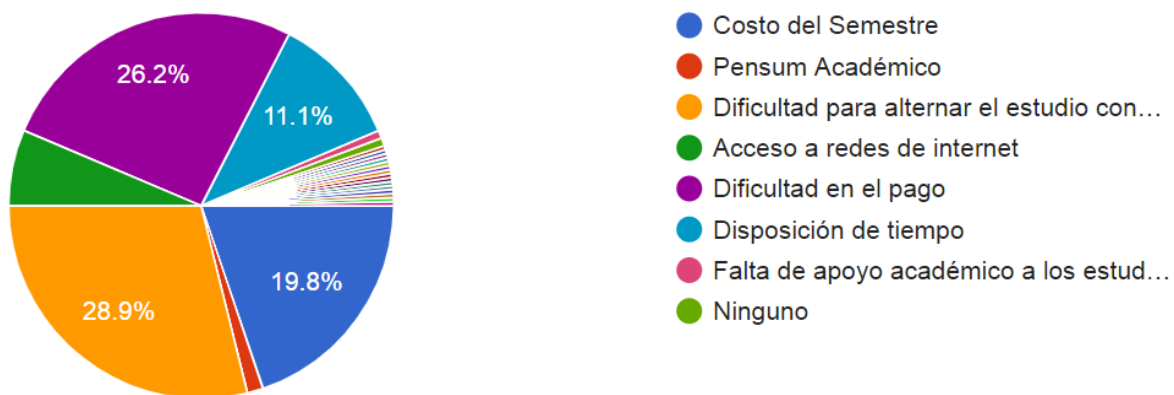 26.2%
11.1%
19.8%
28.9%
Costo del Semestre
Pensum Académico
Dificultad para alternar el estudio con…
Acceso a redes de internet
Dificultad en el pago
Disposición de tiempo
Falta de apoyo académico a los estud…
Ninguno